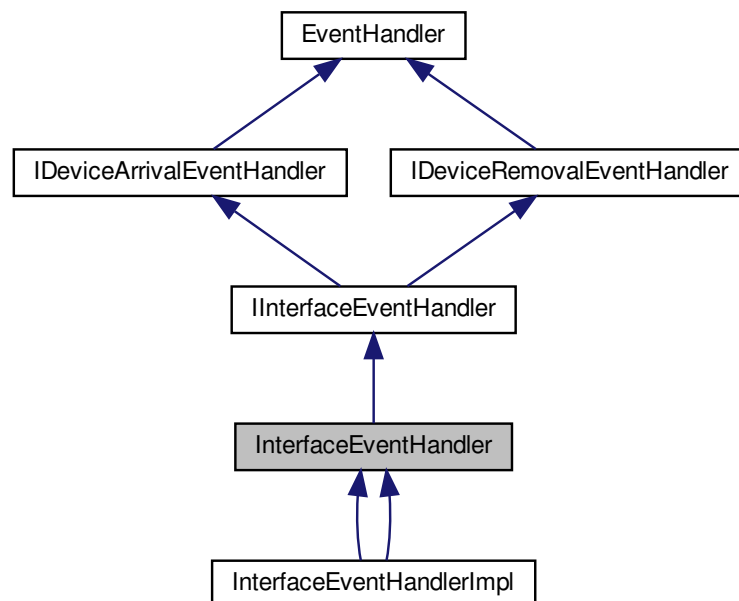 EventHandler
IDeviceArrivalEventHandler
IDeviceRemovalEventHandler
IInterfaceEventHandler
InterfaceEventHandler
InterfaceEventHandlerImpl